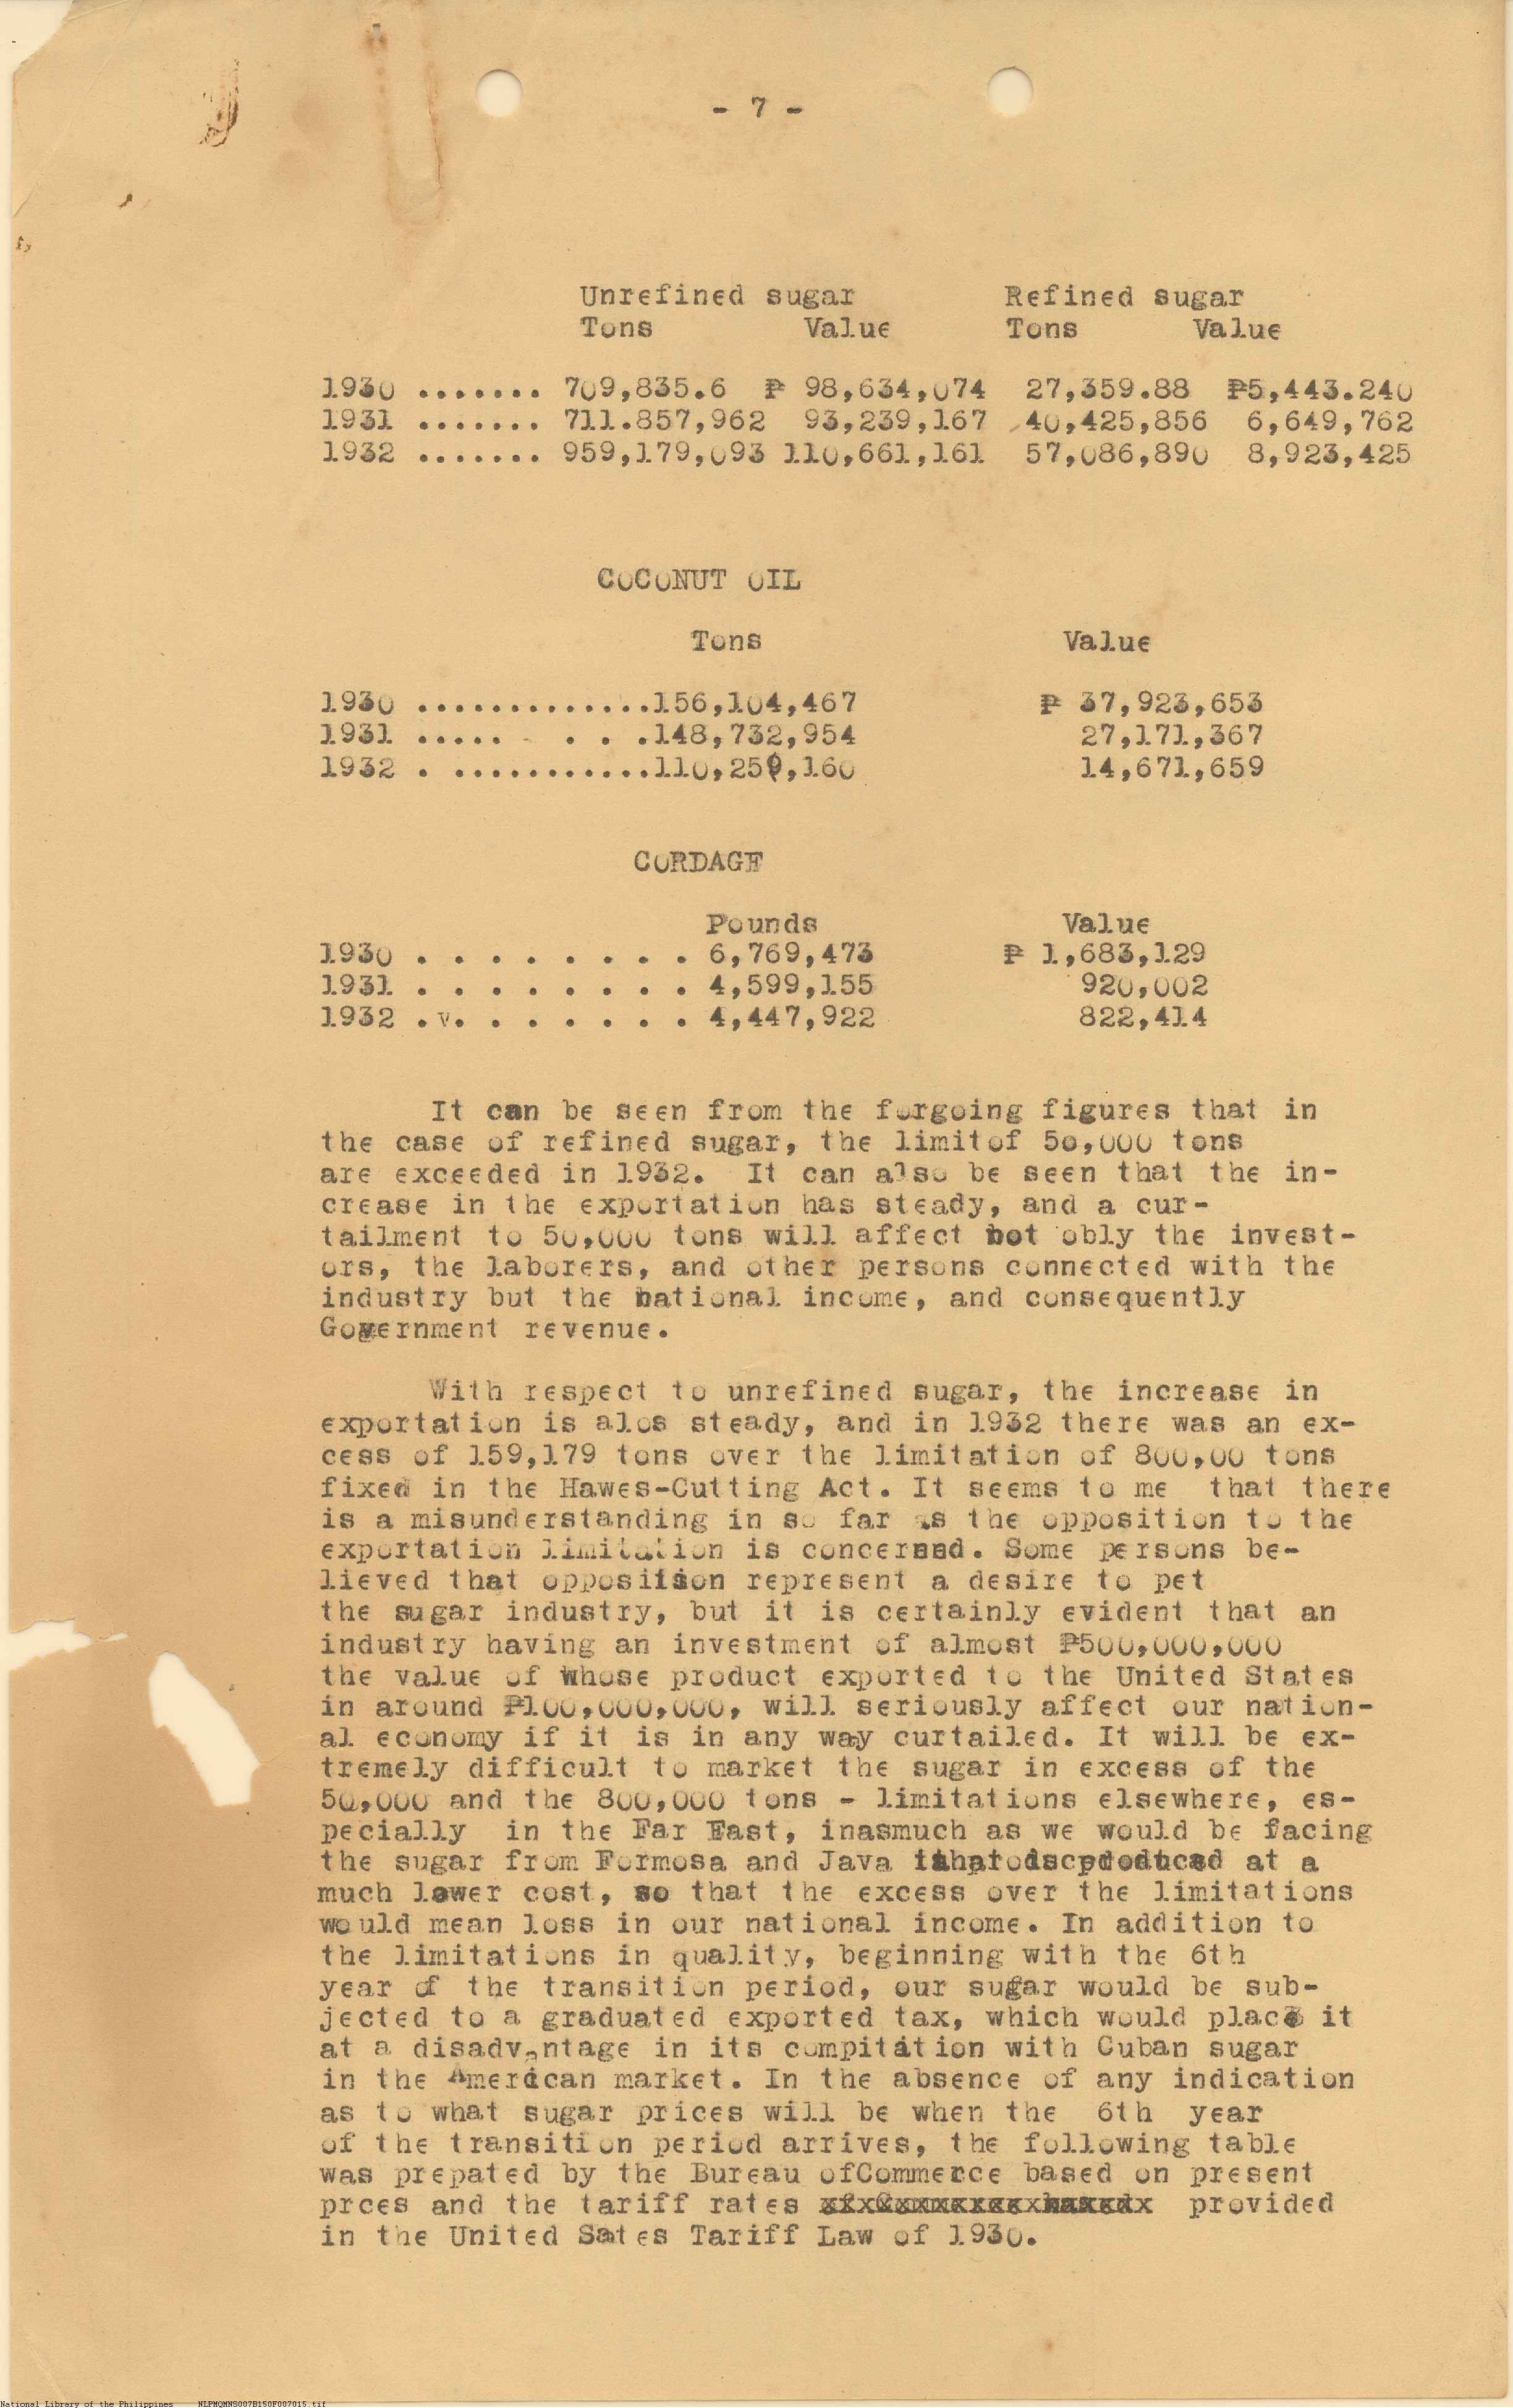 - 7 -
Unrefined sugar Refined sugar
Tons Value Tons Value
1930 ....... 709,835.6 ₱ 98,634,074 27,359.88 ₱5,443.240
1931 ....... 711.857,962 93,239,167 40,425,856 6,649,762
1932 ....... 959,179,093 110,661,161 57,086,890 8,923,425
COCONUT OIL
Tons Value
1930 .............156,104,467 ₱ 37,923,653
1931 ..... - . . .148,732,954 27,171,367
1932 . ...........110,259,160 14,671,659
CORDAGE
Pounds Value
1930 . . . . . . . . 6,769,473 ₱ 1,683,129
1931 . . . . . . . . 4,599,155 920,002
1932 .v. . . . . . . 4,447,922 822,414
It can be seen from the forgoing figures that in
the case of refined sugar, the limitof 50,000 tons
are exceeded in 1932. It can also be seen that the in-
crease in the exportation has steady, and a cur-
tailment to 50,000 tons will affect not obly the invest-
ors, the laborers, and other persons connected with the
industry but the national income, and consequently
Government revenue.
With respect to unrefined sugar, the increase in
exportation is alos steady, and in 1932 there was an ex-
cess of 159,179 tons over the limitation of 800,00 tons
fixed in the Hawes-Cutting Act. It seems to me that there
is a misunderstanding in so far as the opposition to the
exportation limitation is concerned. Some persons be-
lieved that opposition represent a desire to pet
the sugar industry, but it is certainly evident that an
industry having an investment of almost ₱500,000,000
the value of whose product exported to the United States
in around ₱100,000,000, will seriously affect our nation-
al economy if it is in any way curtailed. It will be ex-
tremely difficult to market the sugar in excess of the
50,000 and the 800,000 tons - limitations elsewhere, es-
pecially in the Far East, inasmuch as we would be facing
the sugar from Formosa and Java produced at a
much lower cost, so that the excess over the limitations
would mean loss in our national income. In addition to
the limitations in quality, beginning with the 6th
year of the transition period, our sugar would be sub-
jected to a graduated exported tax, which would place it
at a disadvantage in its compitation with Cuban sugar
in the American market. In the absence of any indication
as to what sugar prices will be when the 6th year
of the transition period arrives, the following table
was prepated by the Bureau ofCommerce based on present
prces and the tariff rates provided
in the United Sates Tariff Law of 1930.
National Library of the Philippines NLPMQMNS007B150F007015.tif